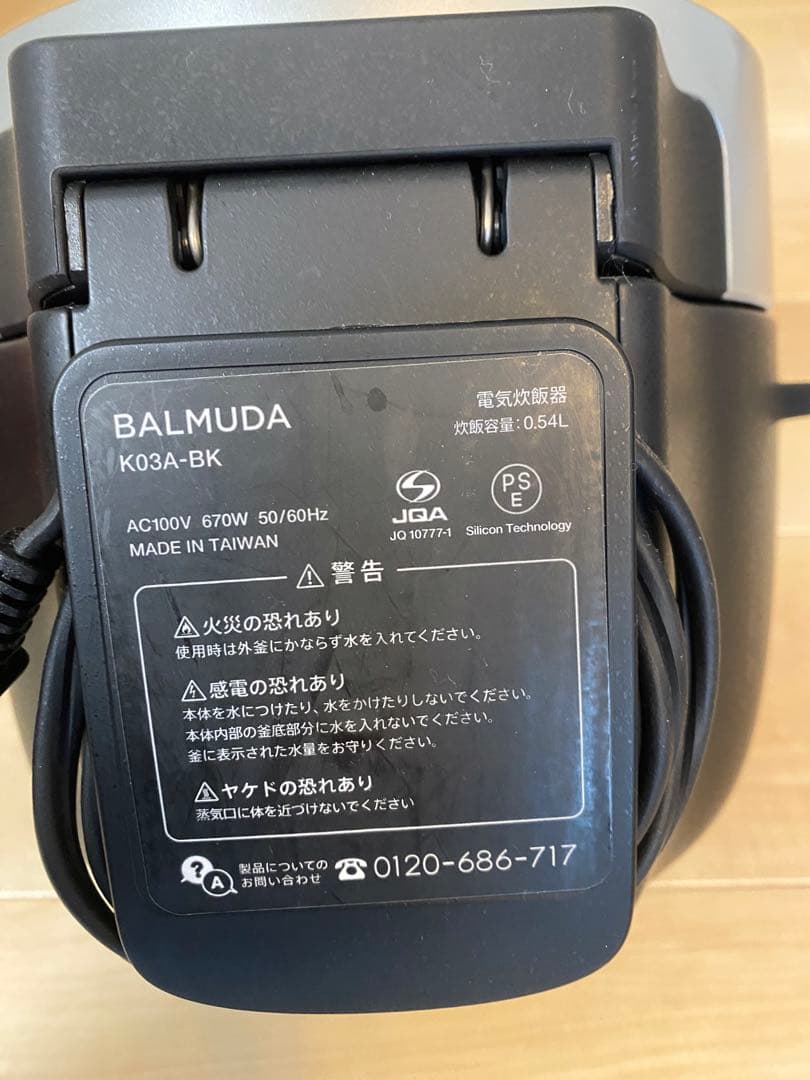 BALMUDA
K03A-BK
電気炊飯器
炊飯容量:0.54L
AC100V 670W 50/60Hz
MADE IN TAIWAN
JQA
JQ 10777-1
PS
E
Silicon Technology
警告
火災の恐れあり
使用時は外釜にかならず水を入れてください。
感電の恐れあり
本体を水につけたり、水をかけたりしないでください。
本体内部の釜底部分に水を入れないでください。
釜に表示された水量をお守りください。
ヤケドの恐れあり
蒸気口に体を近づけないでください
? A
製品についての
お問い合わせ
☎ 0120-686-717